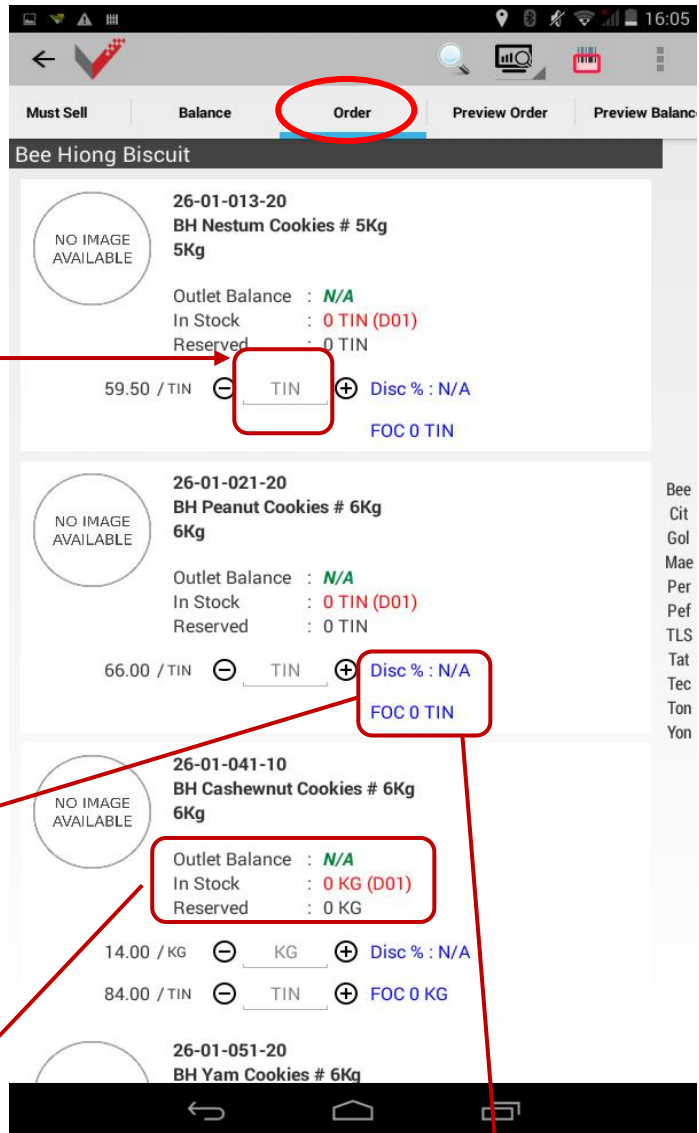 16:05
Must Sell Balance Order Preview Order Preview Balanc
Bee Hiong Biscuit
NO IMAGE AVAILABLE
26-01-013-20
BH Nestum Cookies # 5Kg
5Kg
Outlet Balance : N/A
In Stock : 0 TIN (D01)
Reserved : 0 TIN
59.50 / TIN TIN Disc % : N/A
FOC 0 TIN
NO IMAGE AVAILABLE
26-01-021-20
BH Peanut Cookies # 6Kg
6Kg
Outlet Balance : N/A
In Stock : 0 TIN (D01)
Reserved : 0 TIN
66.00 / TIN TIN Disc % : N/A
FOC 0 TIN
NO IMAGE AVAILABLE
26-01-041-10
BH Cashewnut Cookies # 6Kg
6Kg
Outlet Balance : N/A
In Stock : 0 KG (D01)
Reserved : 0 KG
14.00 / KG KG Disc % : N/A
84.00 / TIN TIN FOC 0 KG
26-01-051-20
BH Yam Cookies # 6Kg
Bee
Cit
Gol
Mae
Per
Pef
TLS
Tat
Tec
Ton
Yon